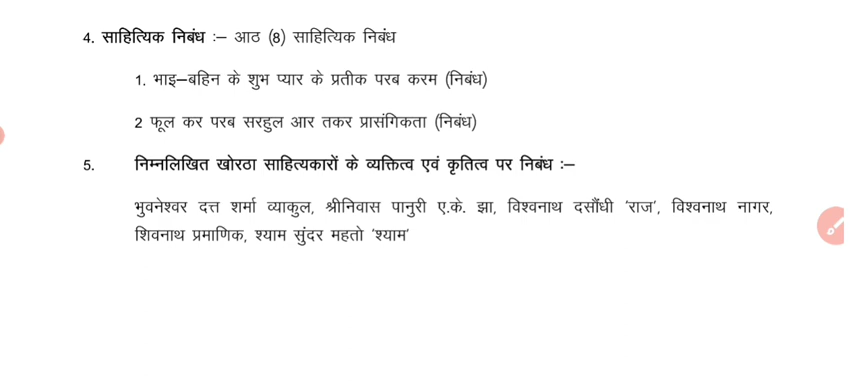 4. साहित्यिक निबंध :– आठ (8) साहित्यिक निबंध
1. भाइ–बहिन के शुभ प्यार के प्रतीक परब करम (निबंध)
2 फूल कर परब सरहुल आर तकर प्रासंगिकता (निबंध)
5. निम्नलिखित खोरठा साहित्यकारों के व्यक्तित्व एवं कृतित्व पर निबंध :–
भुवनेश्वर दत्त शर्मा व्याकुल, श्रीनिवास पानुरी ए.के. झा, विश्वनाथ दसौंधी 'राज', विश्वनाथ नागर,
शिवनाथ प्रमाणिक, श्याम सुंदर महतो 'श्याम'